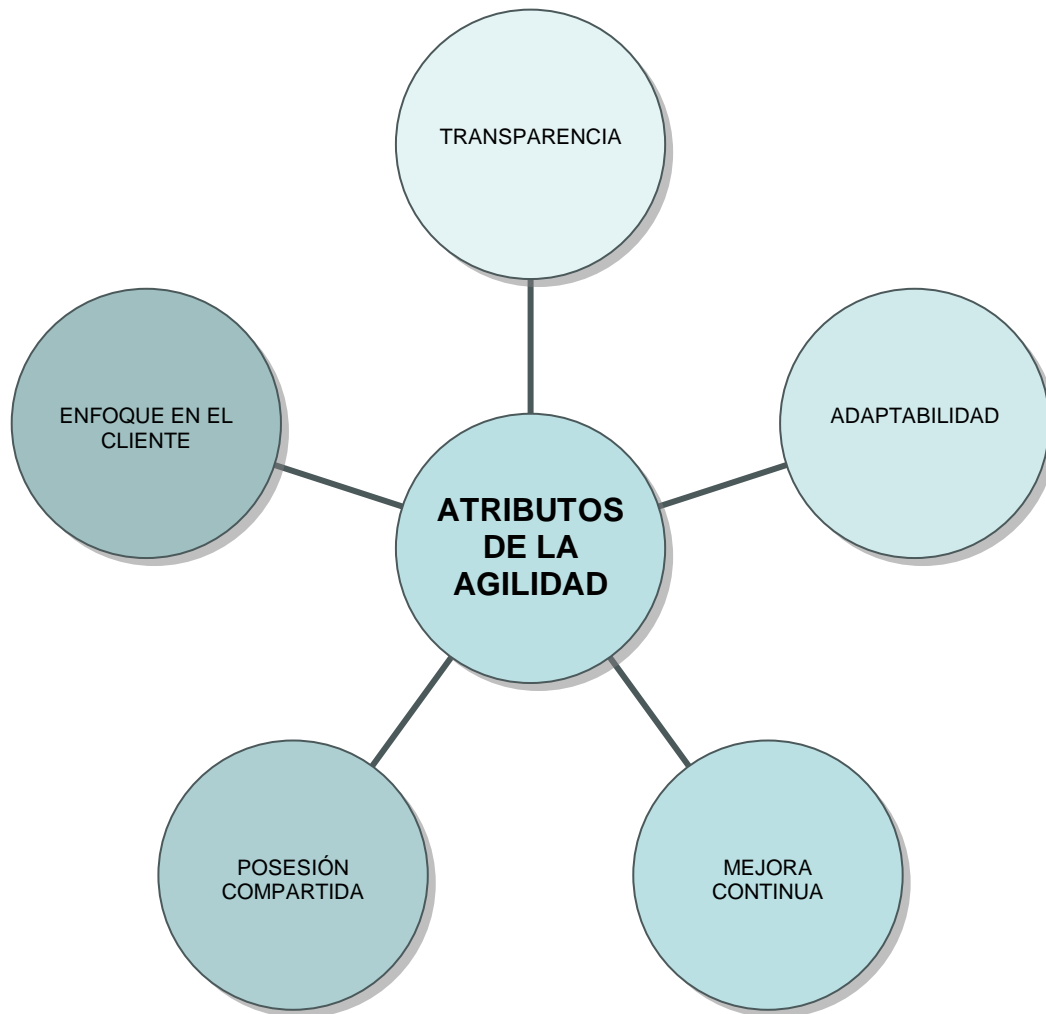 TRANSPARENCIA
ENFOQUE EN EL
CLIENTE
ADAPTABILIDAD
ATRIBUTOS
DE LA
AGILIDAD
POSESIÓN
COMPARTIDA
MEJORA
CONTINUA